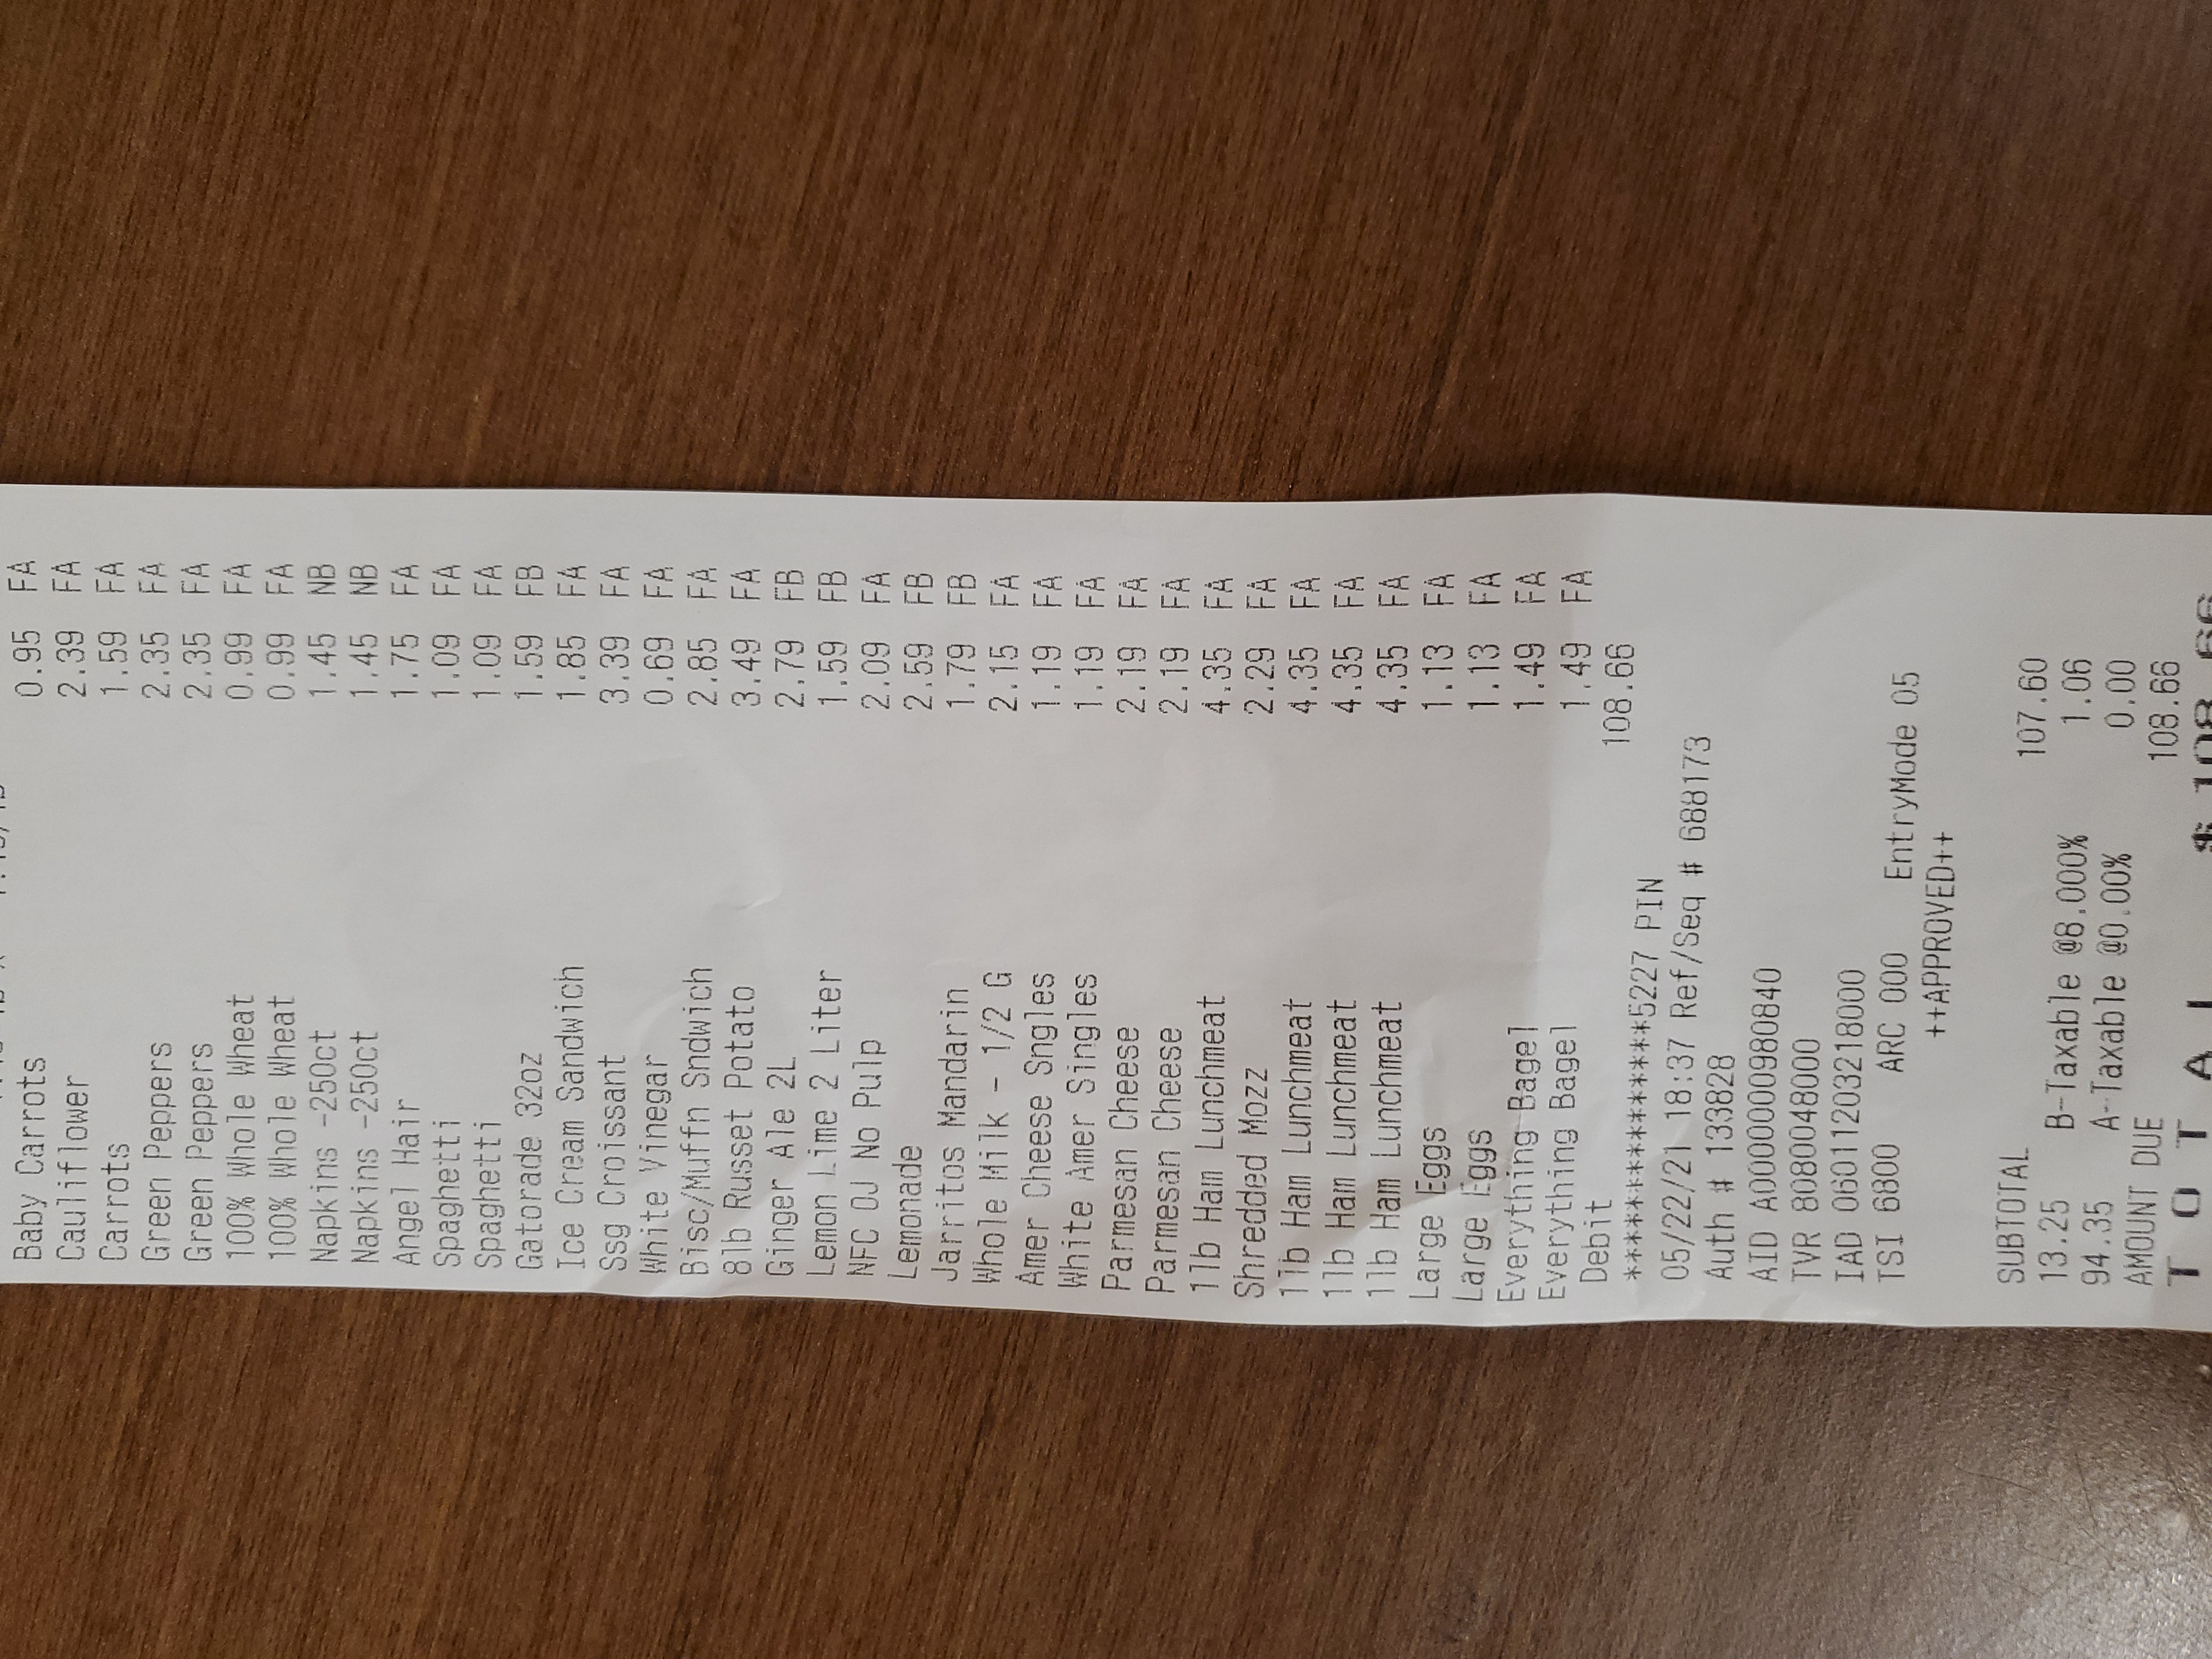 Baby Carrots 0.95 FA
Cauliflower 2.39 FA
Carrots 1.59 FA
Green Peppers 2.35 FA
Green Peppers 2.35 FA
100% Whole Wheat 0.99 FA
100% Whole Wheat 0.99 FA
Napkins -250ct 1.45 NB
Napkins -250ct 1.45 NB
Angel Hair 1.75 FA
Spaghetti 1.09 FA
Spaghetti 1.09 FA
Gatorade 32oz 1.59 FB
Ice Cream Sandwich 1.85 FA
Ssg Croissant 3.39 FA
White Vinegar 0.69 FA
Bisc/Muffn Sndwich 2.85 FA
8lb Russet Potato 3.49 FA
Ginger Ale 2L 2.79 FB
Lemon Lime 2 Liter 1.59 FB
NFC OJ No Pulp 2.09 FA
Lemonade 2.59 FB
Jarritos Mandarin 1.79 FB
Whole Milk - 1/2 G 2.15 FA
Amer Cheese Sngles 1.19 FA
White Amer Singles 1.19 FA
Parmesan Cheese 2.19 FA
Parmesan Cheese 2.19 FA
1lb Ham Lunchmeat 4.35 FA
Shredded Mozz 2.29 FA
1lb Ham Lunchmeat 4.35 FA
1lb Ham Lunchmeat 4.35 FA
1lb Ham Lunchmeat 4.35 FA
Large Eggs 1.13 FA
Large Eggs 1.13 FA
Everything Bagel 1.49 FA
Everything Bagel 1.49 FA
Debit 108.66
***************5227 PIN
05/22/21 18:37 Ref/Seq # 688173
Auth # 133828
AID A0000000980840
TVR 8080048000
IAD 06011203218000
TSI 6800 ARC 000 EntryMode 05
++APPROVED++
SUBTOTAL 107.60
13.25 B-Taxable @8.000% 1.06
94.35 A-Taxable @0.00% 0.00
AMOUNT DUE 108.66
TOTAL $108.66